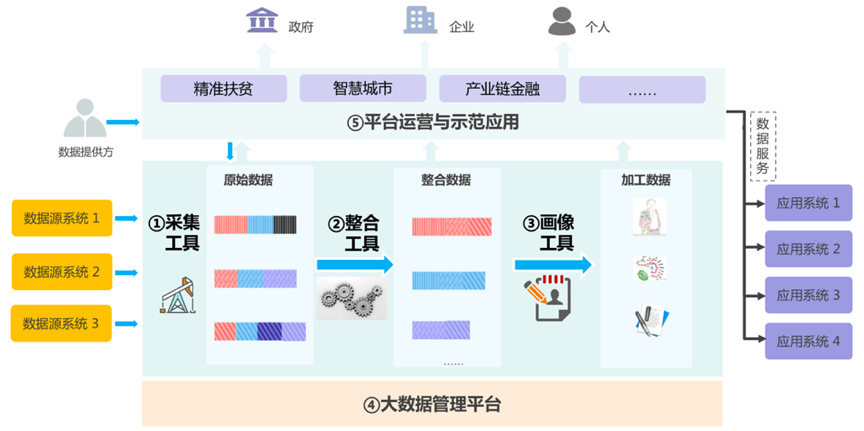 政府
企业
个人
精准扶贫
智慧城市
产业链金融
……
⑤平台运营与示范应用
数据提供方
数据服务
原始数据
整合数据
加工数据
数据源系统 1
数据源系统 2
数据源系统 3
①采集
工具
②整合
工具
③画像
工具
……
应用系统 1
应用系统 2
应用系统 3
应用系统 4
④大数据管理平台